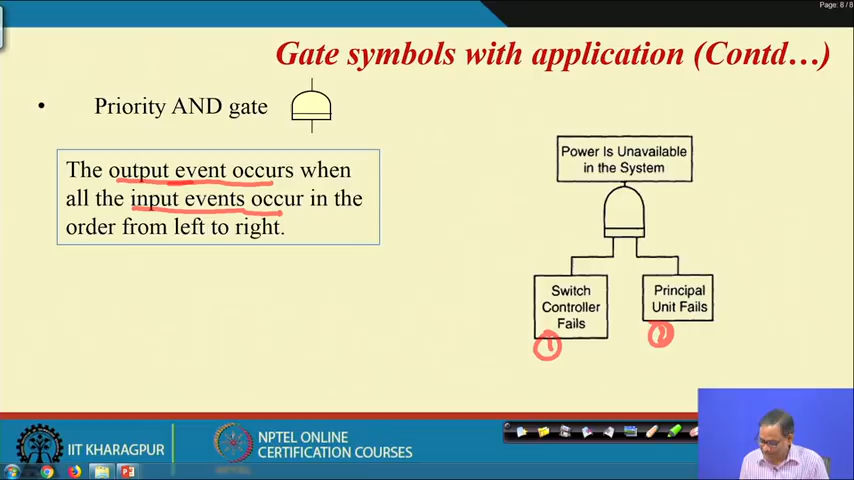 Page: 8 / 8
Gate symbols with application (Contd…)
• Priority AND gate
The output event occurs when
all the input events occur in the
order from left to right.
Power Is Unavailable
in the System
Switch
Controller
Fails
Principal
Unit Fails
1
2
IIT KHARAGPUR
NPTEL ONLINE
CERTIFICATION COURSES